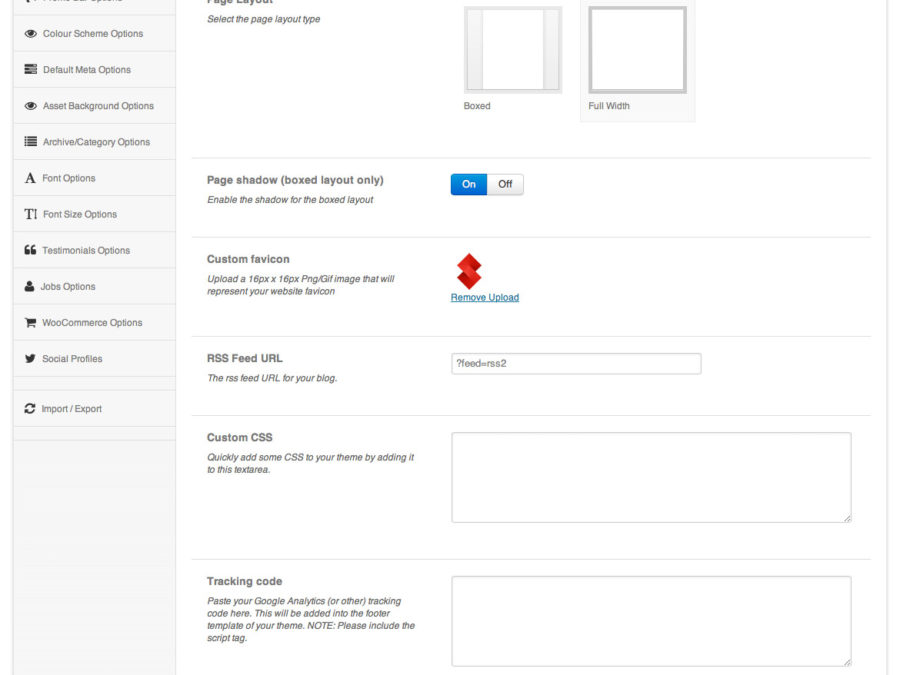 Promo Bar Options
Colour Scheme Options
Default Meta Options
Asset Background Options
Archive/Category Options
Font Options
Font Size Options
Testimonials Options
Jobs Options
WooCommerce Options
Social Profiles
Import / Export
Page Layout
Select the page layout type
Boxed
Full Width
Page shadow (boxed layout only)
Enable the shadow for the boxed layout
On
Off
Custom favicon
Upload a 16px x 16px Png/Gif image that will
represent your website favicon
Remove Upload
RSS Feed URL
The rss feed URL for your blog.
?feed=rss2
Custom CSS
Quickly add some CSS to your theme by adding it
to this textarea.
Tracking code
Paste your Google Analytics (or other) tracking
code here. This will be added into the footer
template of your theme. NOTE: Please include the
script tag.